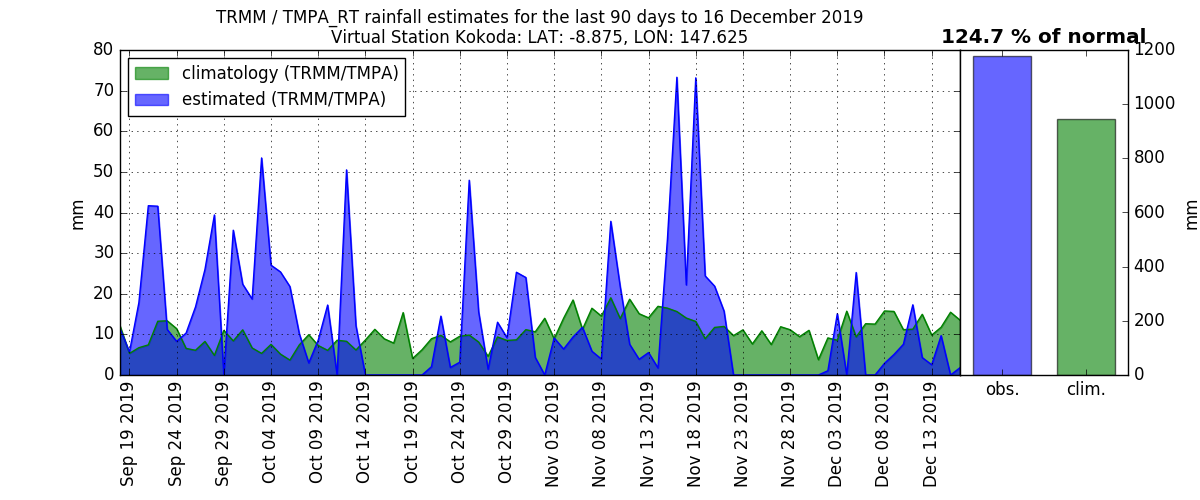 TRMM / TMPA_RT rainfall estimates for the last 90 days to 16 December 2019
Virtual Station Kokoda: LAT: -8.875, LON: 147.625
124.7 % of normal
climatology (TRMM/TMPA)
estimated (TRMM/TMPA)
mm
80
70
60
50
40
30
20
10
0
Sep 19 2019
Sep 24 2019
Sep 29 2019
Oct 04 2019
Oct 09 2019
Oct 14 2019
Oct 19 2019
Oct 24 2019
Oct 29 2019
Nov 03 2019
Nov 08 2019
Nov 13 2019
Nov 18 2019
Nov 23 2019
Nov 28 2019
Dec 03 2019
Dec 08 2019
Dec 13 2019
obs.
clim.
1200
1000
800
600
400
200
0
mm